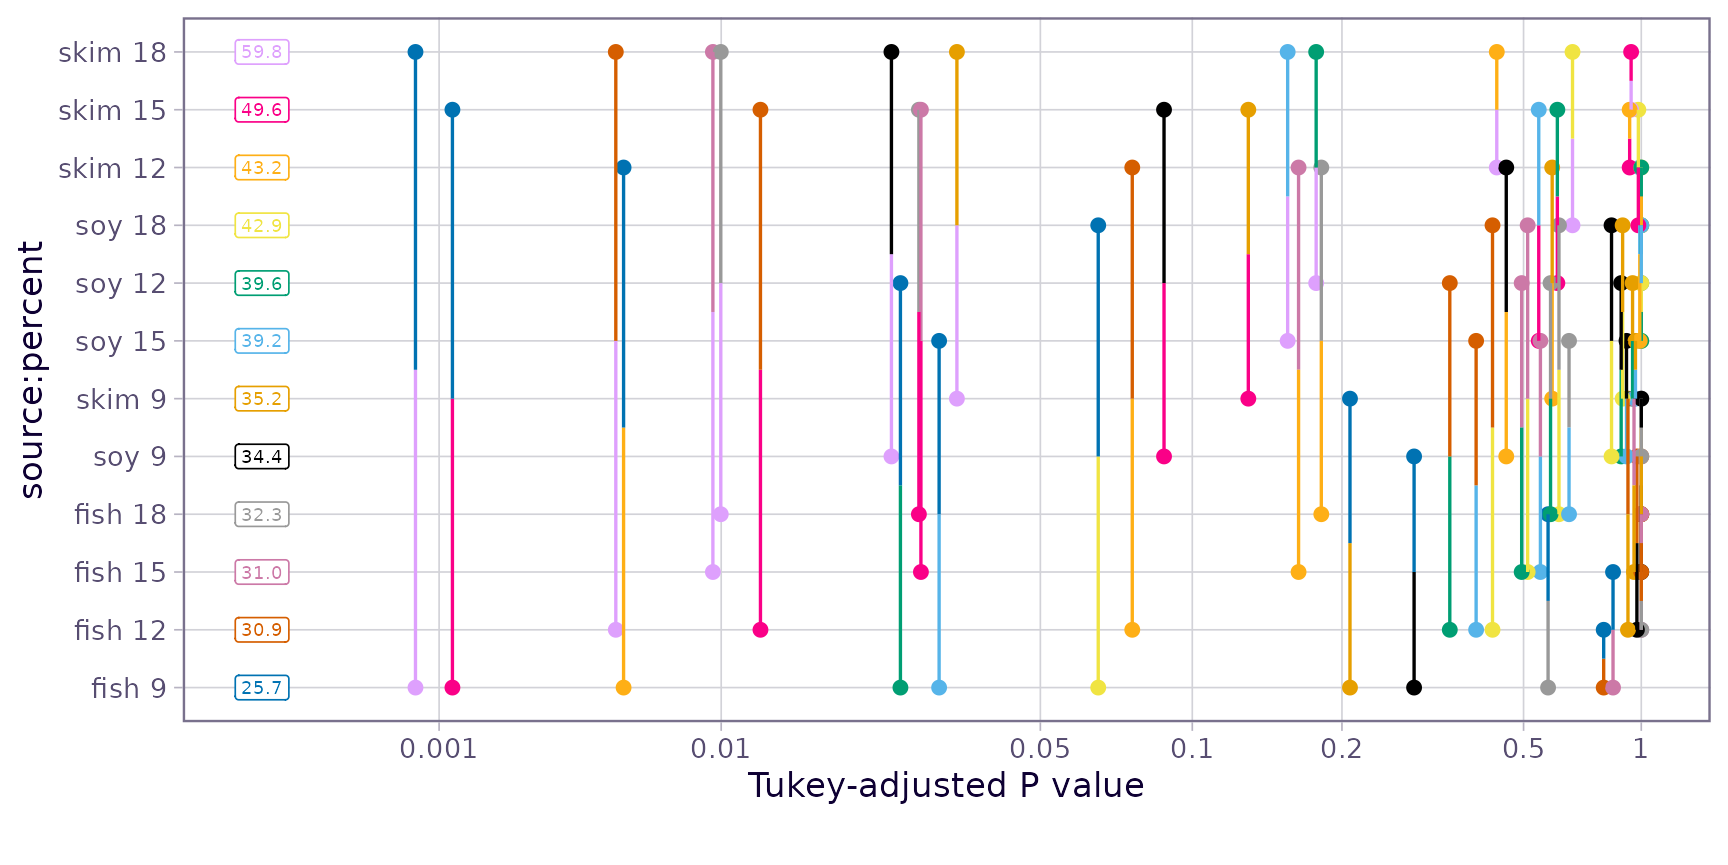 source:percent
skim 18 59.8
skim 15 49.6
skim 12 43.2
soy 18 42.9
soy 12 39.6
soy 15 39.2
skim 9 35.2
soy 9 34.4
fish 18 32.3
fish 15 31.0
fish 12 30.9
fish 9 25.7
0.001 0.01 0.05 0.1 0.2 0.5 1
Tukey-adjusted P value